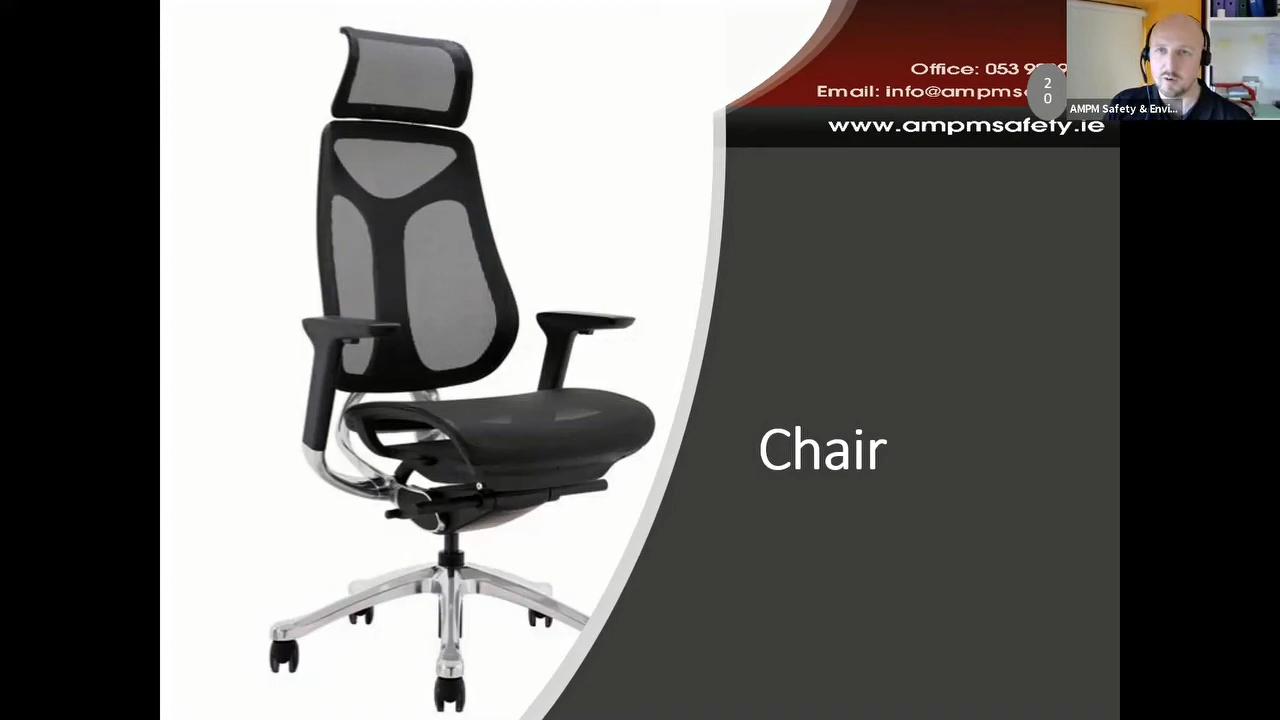 Office: 053
Email: info@ampms
www.ampmsafety.ie
2
0
AMPM Safety & Envi...
Chair